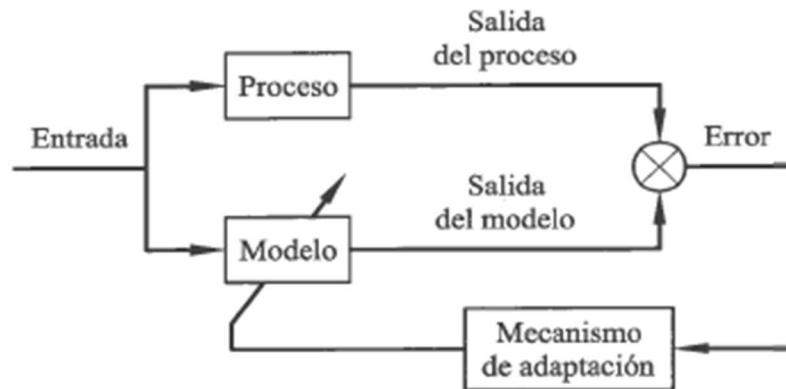 Salida
del proceso
Proceso
Entrada
Error
Salida
del modelo
Modelo
Mecanismo
de adaptación